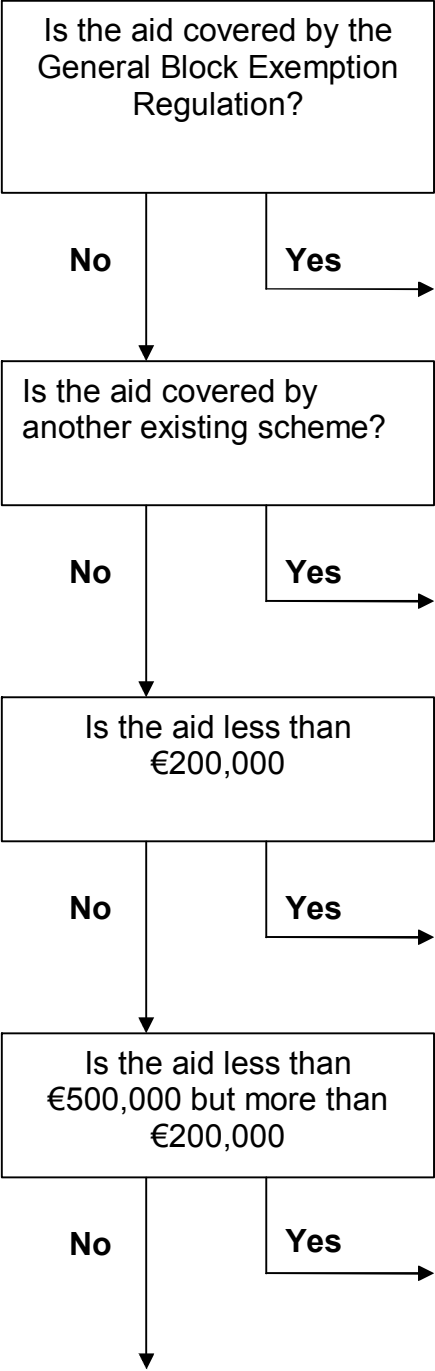 Is the aid covered by the
General Block Exemption
Regulation?
No
Yes
Is the aid covered by
another existing scheme?
No
Yes
Is the aid less than
€200,000
No
Yes
Is the aid less than
€500,000 but more than
€200,000
No
Yes